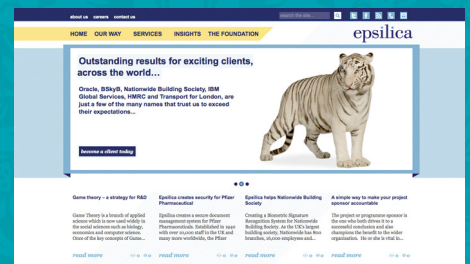 about us careers contact us
search the site...
HOME OUR WAY SERVICES INSIGHTS THE FOUNDATION
epsilica
Outstanding results for exciting clients,
across the world...
Oracle, BSkyB, Nationwide Building Society, IBM
Global Services, HMRC and Transport for London, are
just a few of the many names that trust us to exceed
their expectations...
become a client today
Game theory – a strategy for R&D
Game Theory is a branch of applied
science which is now used widely in
the social sciences such as biology,
economics and computer science.
Once of the key concepts of Game...
read more
Epsilica creates security for Pfizer
Pharmaceutical
Epsilica creates a secure document
management system for Pfizer
Pharmaceuticals. Established in 1940
with over 10,000 staff in the UK and
many more worldwide, the Pfizer
read more
Epsilica helps Nationwide Building
Society
Creating a Biometric Signature
Recognition System for Nationwide
Building Society. As the UK's largest
building society, Nationwide has 800
branches, 16,000 employees and...
read more
A simple way to make your project
sponsor accountable
The project or programme sponsor is
the one who both drives it to a
successful conclusion and also
champions the benefit to the wider
organisation. He or she is vital in...
read more